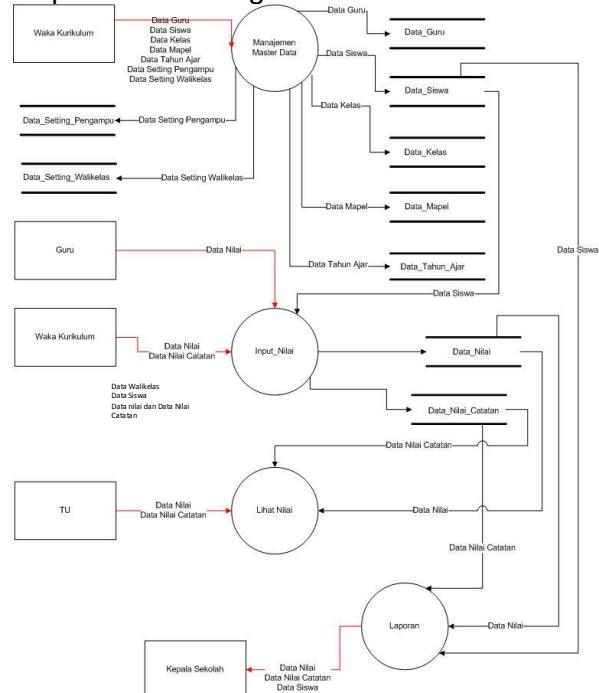 Waka Kurikulum
Data Guru
Data Siswa
Data Kelas
Data Mapel
Data Tahun Ajar
Data Setting Pengampu
Data Setting Walikelas
Manajemen
Master Data
Data Guru
Data_Guru
Data Siswa
Data_Siswa
Data Kelas
Data_Kelas
Data_Setting_Pengampu
Data Setting Pengampu
Data_Setting_Walikelas
Data Setting Walikelas
Data Mapel
Data_Mapel
Data Tahun Ajar
Data_Tahun_Ajar
Data Siswa
Data Siswa
Guru
Data Nilai
Waka Kurikulum
Data Nilai
Data Nilai Catatan
Input_Nilai
Data_Nilai
Data Walikelas
Data Siswa
Data nilai dan Data Nilai
Catatan
Data_Nilai_Catatan
Data Nilai Catatan
TU
Data Nilai
Data Nilai Catatan
Lihat Nilai
Data Nilai
Data Nilai Catatan
Laporan
Data Nilai
Kepala Sekolah
Data Nilai
Data Nilai Catatan
Data Siswa